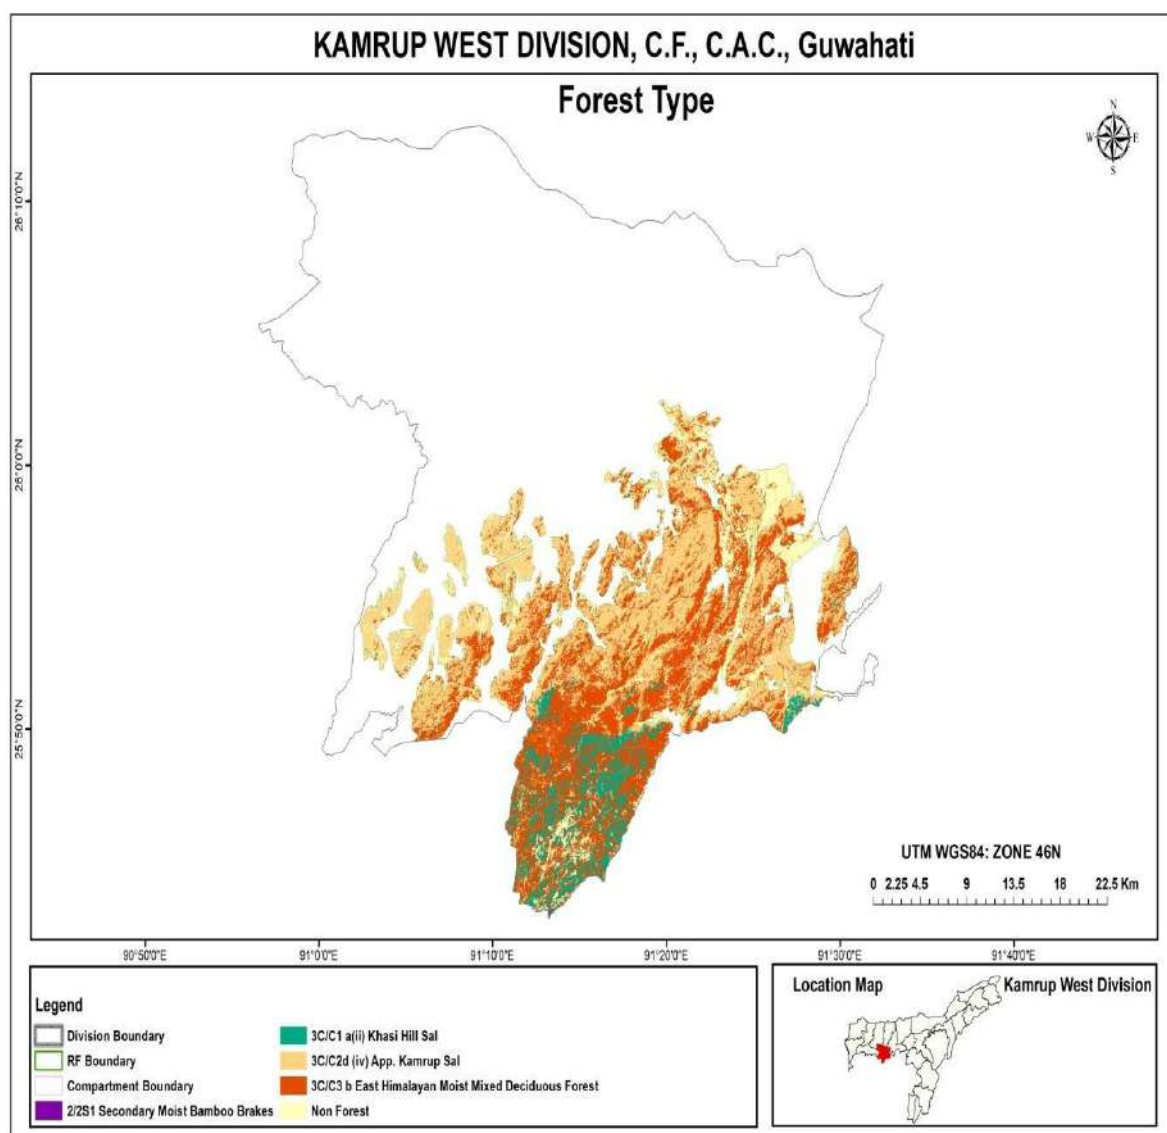 KAMRUP WEST DIVISION, C.F., C.A.C., Guwahati
Forest Type
N
W E
S
26°10'0"N
26°0'0"N
25°50'0"N
UTM WGS84: ZONE 46N
0 2.25 4.5 9 13.5 18 22.5 Km
90°50'0"E 91°0'0"E 91°10'0"E 91°20'0"E 91°30'0"E 91°40'0"E
Legend
Division Boundary
RF Boundary
Compartment Boundary
2/2S1 Secondary Moist Bamboo Brakes
3C/C1 a(ii) Khasi Hill Sal
3C/C2d (iv) App. Kamrup Sal
3C/C3 b East Himalayan Moist Mixed Deciduous Forest
Non Forest
Location Map Kamrup West Division